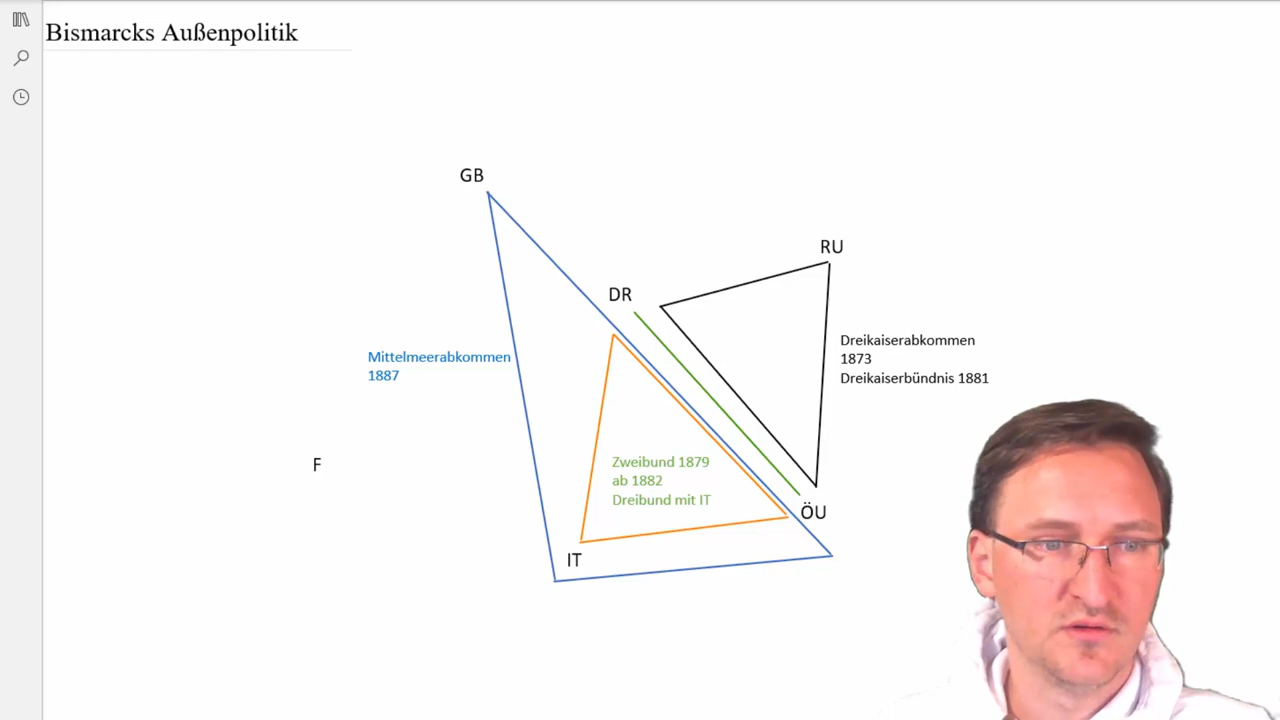 Bismarcks Außenpolitik
GB
RU
DR
Dreikaiserabkommen
1873
Dreikaiserbündnis 1881
Mittelmeerabkommen
1887
F
Zweibund 1879
ab 1882
Dreibund mit IT
ÖU
IT